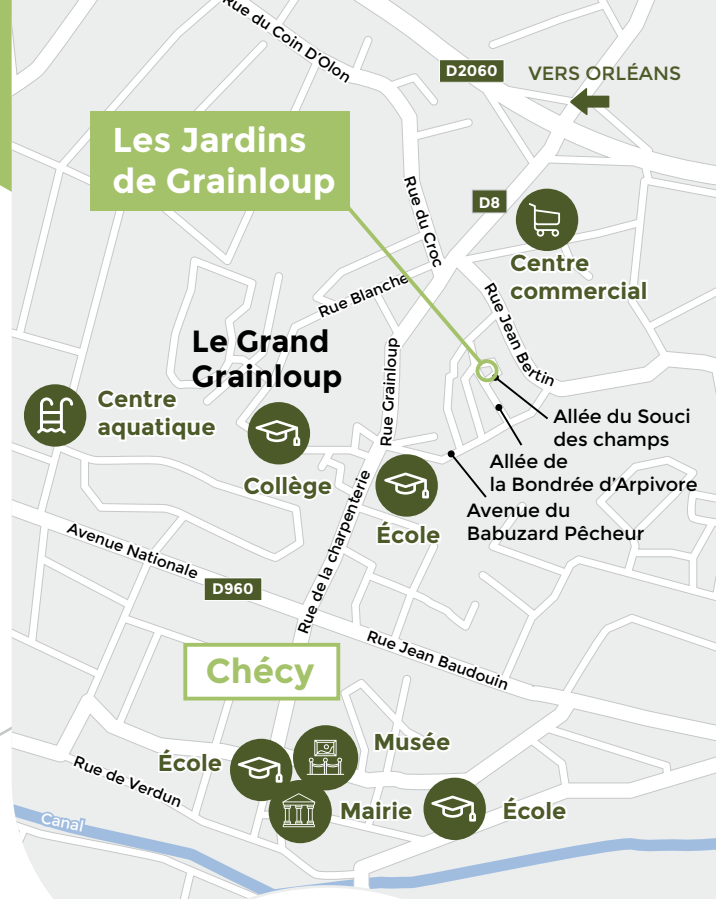 Rue du Coin D'Olon
D2060
VERS ORLÉANS
Les Jardins
de Grainloup
Rue du Croc
D8
Centre
commercial
Rue Blanche
Rue Jean Bertin
Le Grand
Grainloup
Rue Grainloup
Centre
aquatique
Allée du Souci
des champs
Collège
Allée de
la Bondrée d'Arpivore
École
Avenue du
Babuzard Pêcheur
Rue de la charpenterie
Avenue Nationale
D960
Rue Jean Baudouin
Chécy
Musée
École
Rue de Verdun
Mairie
École
Canal